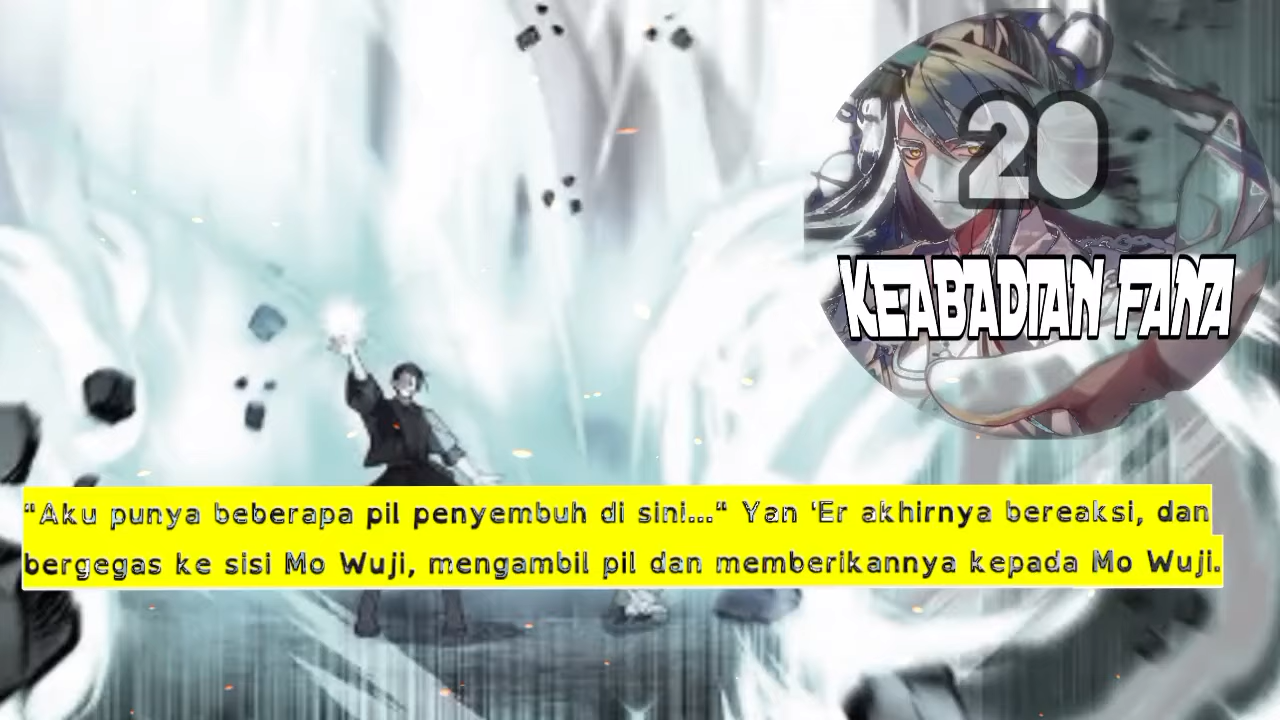 20
KEABADIAN FANA
"Aku punya beberapa pil penyembuh di sini..." Yan 'Er akhirnya bereaksi, dan
bergegas ke sisi Mo Wuji, mengambil pil dan memberikannya kepada Mo Wuji.